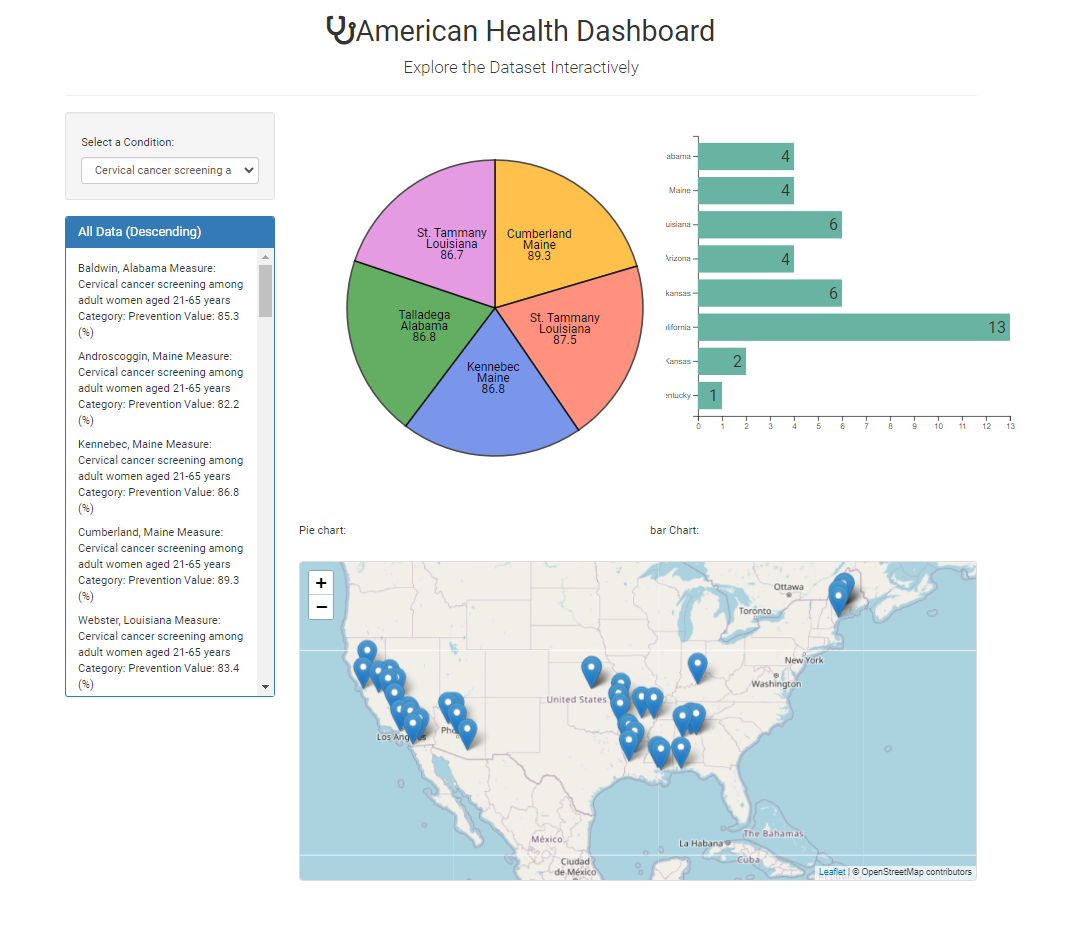 American Health Dashboard
Explore the Dataset Interactively
Select a Condition:
Cervical cancer screening a
All Data (Descending)
Baldwin, Alabama Measure:
Cervical cancer screening among
adult women aged 21-65 years
Category: Prevention Value: 85.3
(%)
Androscoggin, Maine Measure:
Cervical cancer screening among
adult women aged 21-65 years
Category: Prevention Value: 82.2
(%)
Kennebec, Maine Measure:
Cervical cancer screening among
adult women aged 21-65 years
Category: Prevention Value: 86.8
(%)
Cumberland, Maine Measure:
Cervical cancer screening among
adult women aged 21-65 years
Category: Prevention Value: 89.3
(%)
Webster, Louisiana Measure:
Cervical cancer screening among
adult women aged 21-65 years
Category: Prevention Value: 83.4
(%)
St. Tammany
Louisiana
86.7
Cumberland
Maine
89.3
Talladega
Alabama
86.8
St. Tammany
Louisiana
87.5
Kennebec
Maine
86.8
abama 4
Maine 4
uisiana 6
Arizona 4
kansas 6
lifornia 13
Kansas 2
entucky 1
0 1 2 3 4 5 6 7 8 9 10 11 12 13
Pie chart:
bar Chart:
+
−
Ottawa
Toronto
New York
Washington
United States
Los Angeles
Pho
México
Ciudad
de México
La Habana
The Bahamas
Cuba
Leaflet | © OpenStreetMap contributors